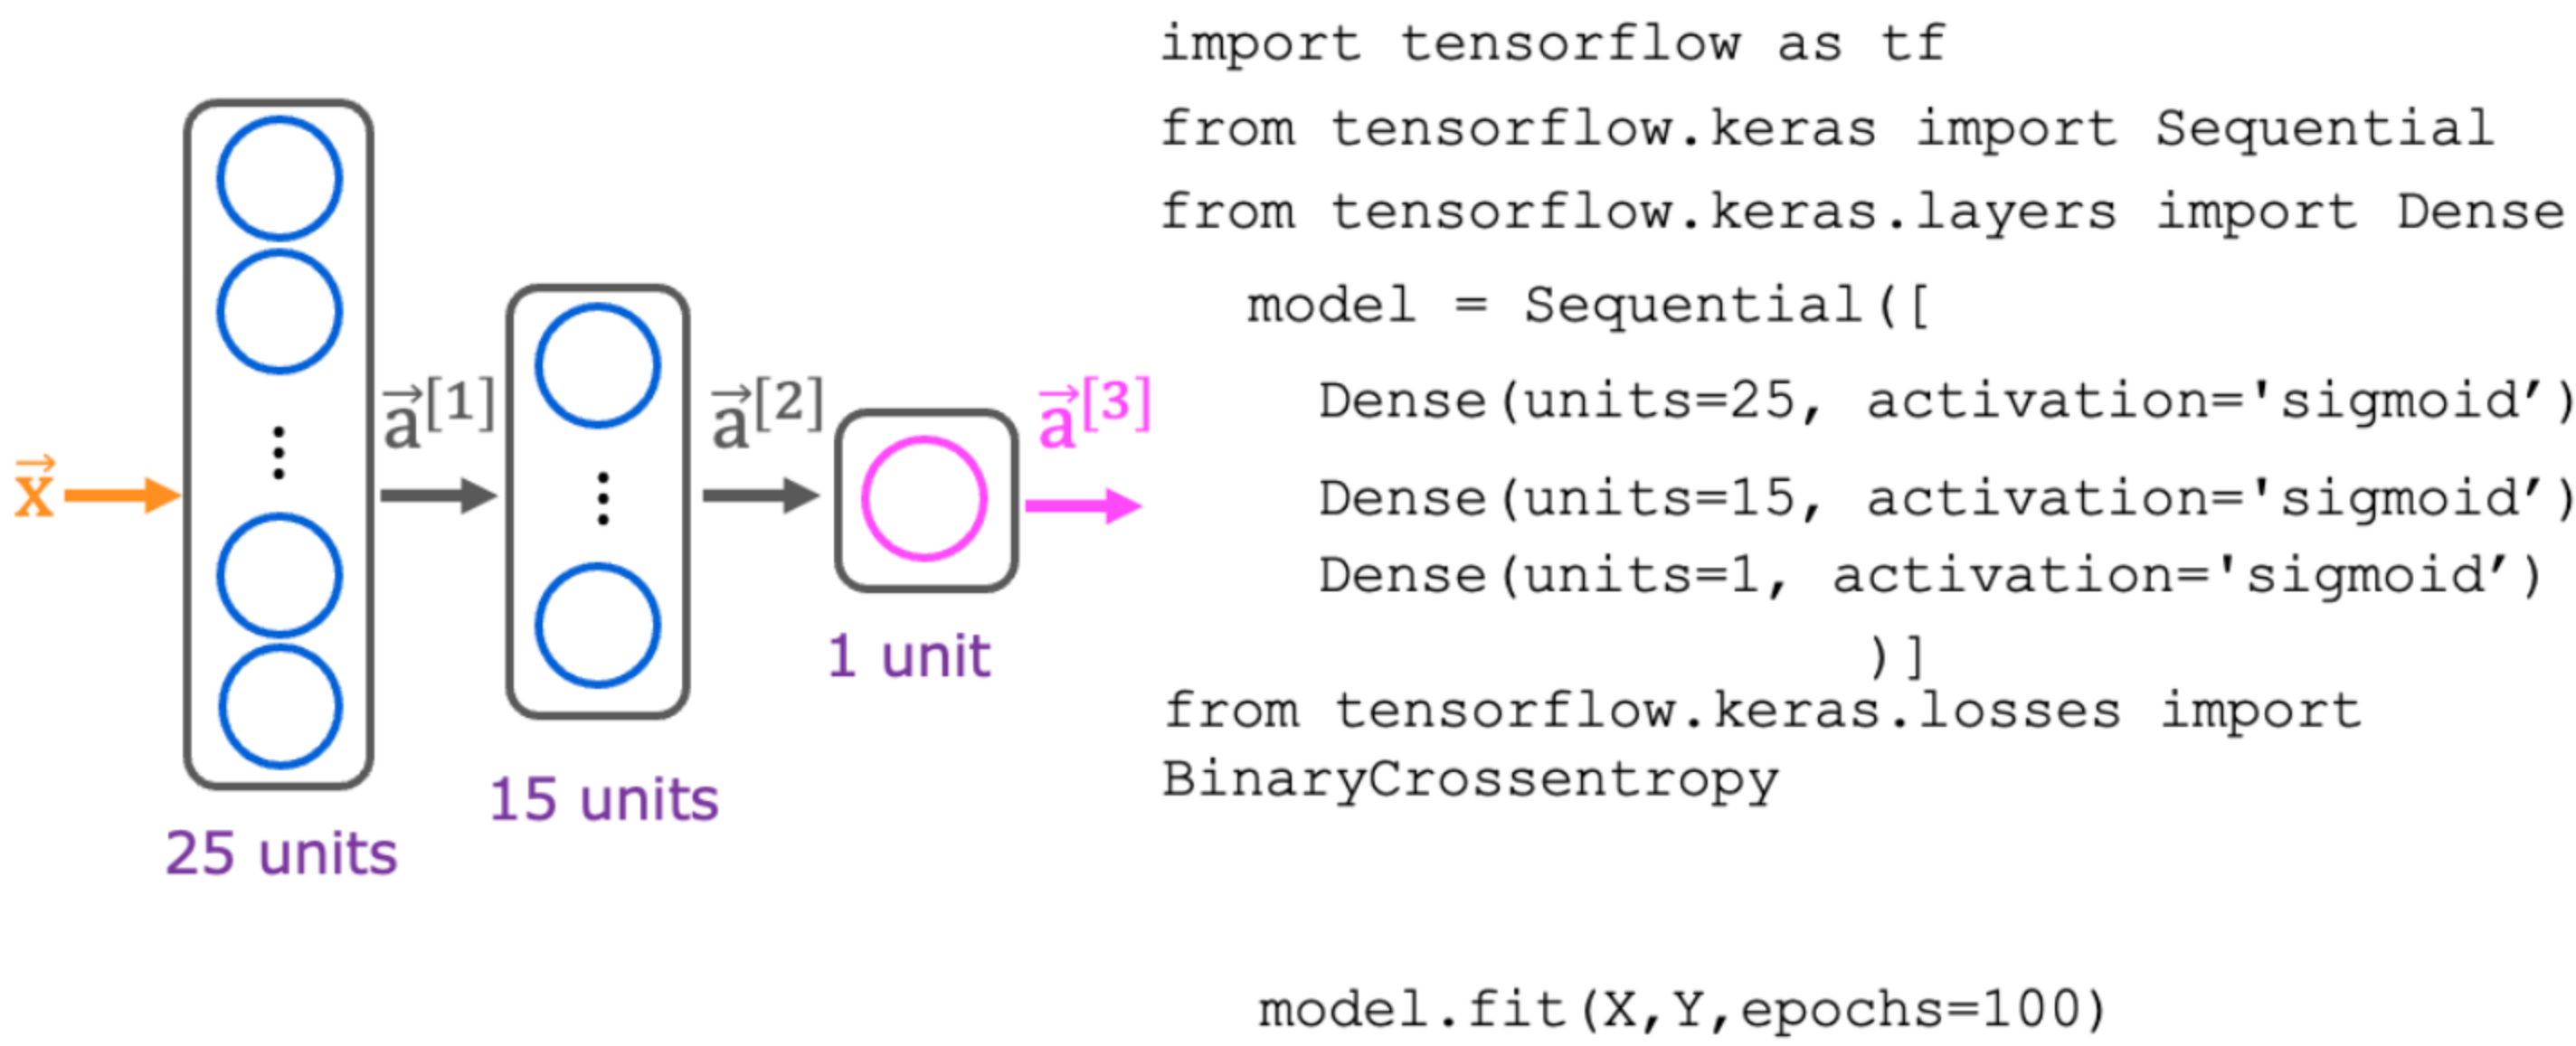 x⃗
a⃗[1]
a⃗[2]
a⃗[3]
25 units
15 units
1 unit
import tensorflow as tf
from tensorflow.keras import Sequential
from tensorflow.keras.layers import Dense
model = Sequential([
Dense(units=25, activation='sigmoid’)
Dense(units=15, activation='sigmoid’)
Dense(units=1, activation='sigmoid’)
)]
from tensorflow.keras.losses import
BinaryCrossentropy
model.fit(X,Y,epochs=100)